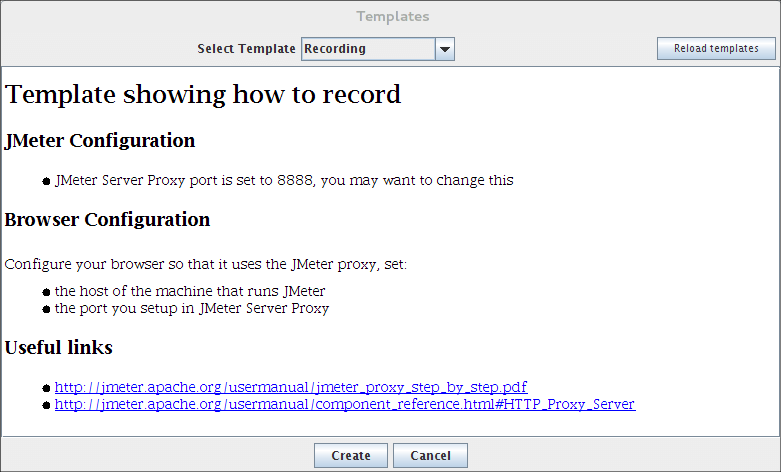 Templates
Select Template Recording Reload templates
Template showing how to record
JMeter Configuration
JMeter Server Proxy port is set to 8888, you may want to change this
Browser Configuration
Configure your browser so that it uses the JMeter proxy, set:
the host of the machine that runs JMeter
the port you setup in JMeter Server Proxy
Useful links
http://jmeter.apache.org/usermanual/jmeter_proxy_step_by_step.pdf
http://jmeter.apache.org/usermanual/component_reference.html#HTTP_Proxy_Server
Create Cancel